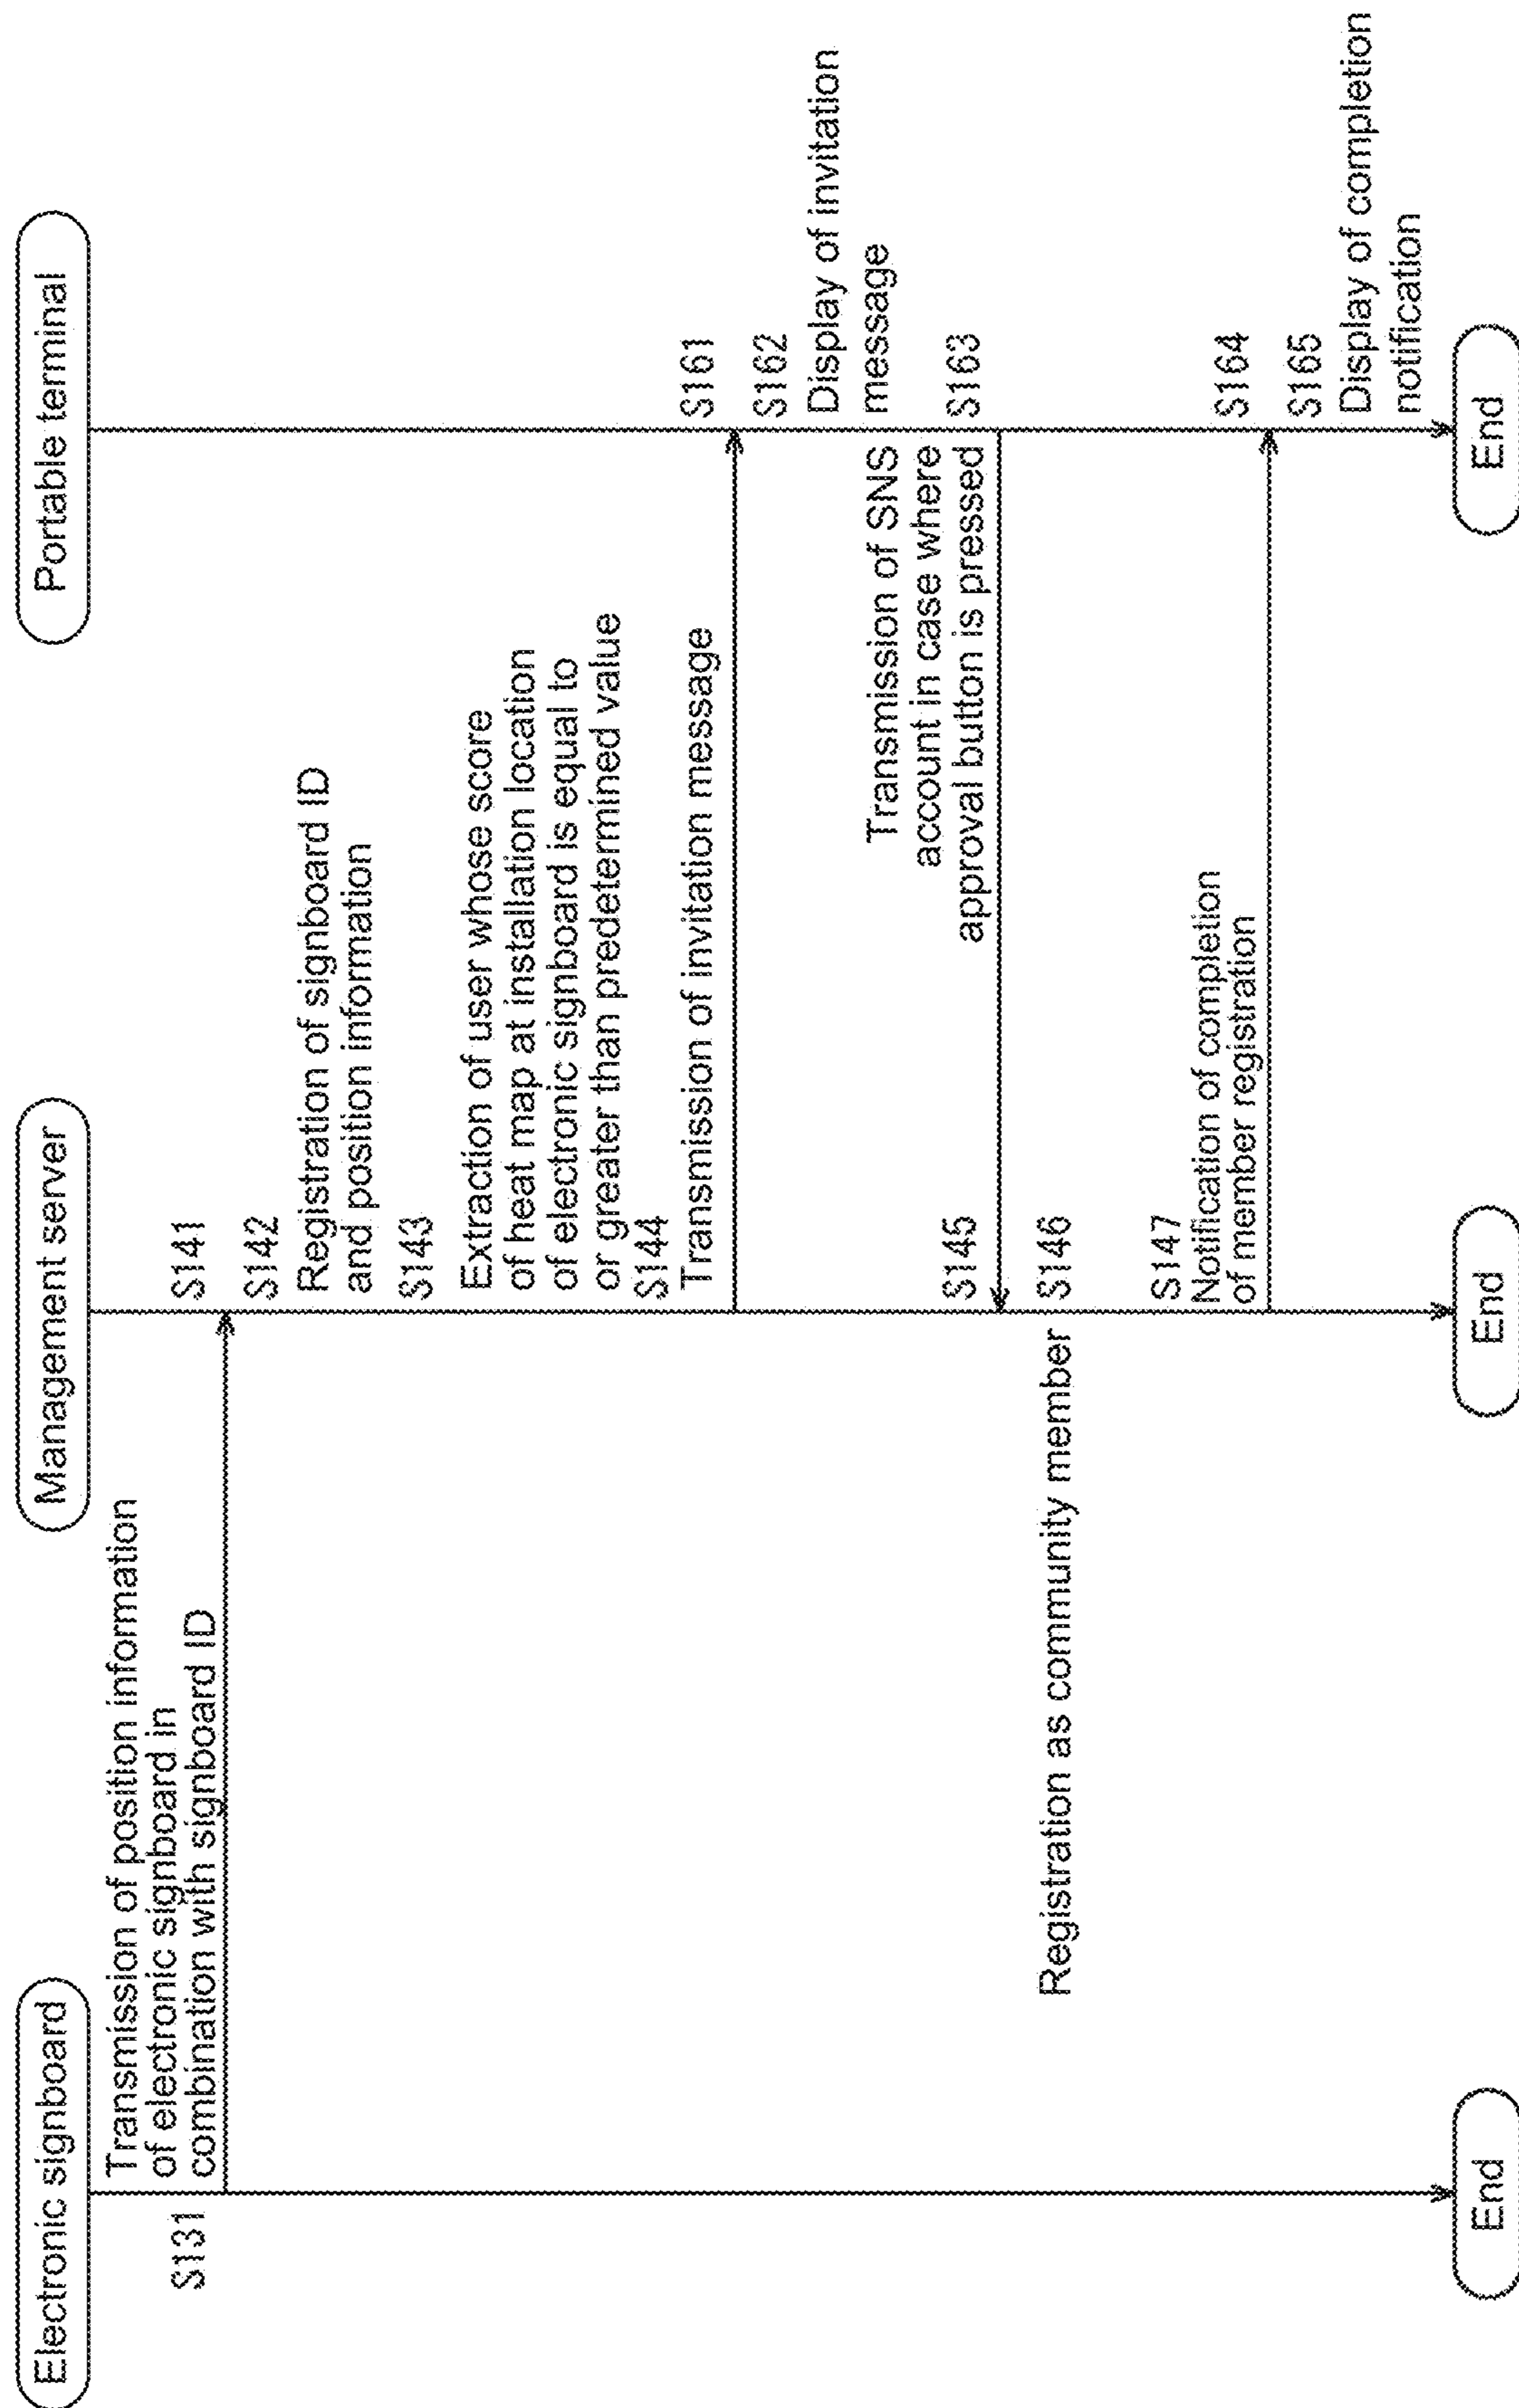 Electronic signboard
Management server
Portable terminal
S131
Transmission of position information
of electronic signboard in
combination with signboard ID
S141
S142
Registration of signboard ID
and position information
S143
Extraction of user whose score
of heat map at installation location
of electronic signboard is equal to
or greater than predetermined value
S144
Transmission of invitation message
S161
S162
Display of invitation
message
S163
Transmission of SNS
account in case where
approval button is pressed
S145
S146
Registration as community member
S147
Notification of completion
of member registration
S164
S165
Display of completion
notification
End
End
End